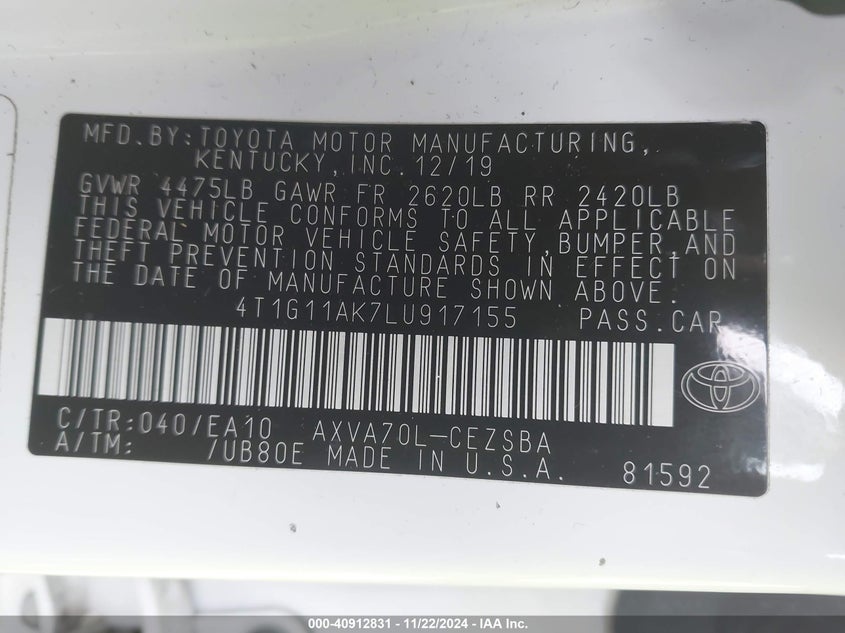 MFD.BY:TOYOTA MOTOR MANUFACTURING,
KENTUCKY,INC.12/19
GVWR 4475LB GAWR FR 2620LB RR 2420LB
THIS VEHICLE CONFORMS TO ALL APPLICABLE
FEDERAL MOTOR VEHICLE SAFETY,BUMPER,AND
THEFT PREVENTION STANDARDS IN EFFECT ON
THE DATE OF MANUFACTURE SHOWN ABOVE.
4T1G11AK7LU917155 PASS.CAR
C/TR:040/EA10 AXVA70L-CEZSBA
A/TM: /UB80E MADE IN U.S.A. 81592
000-40912831 - 11/22/2024 - IAA Inc.